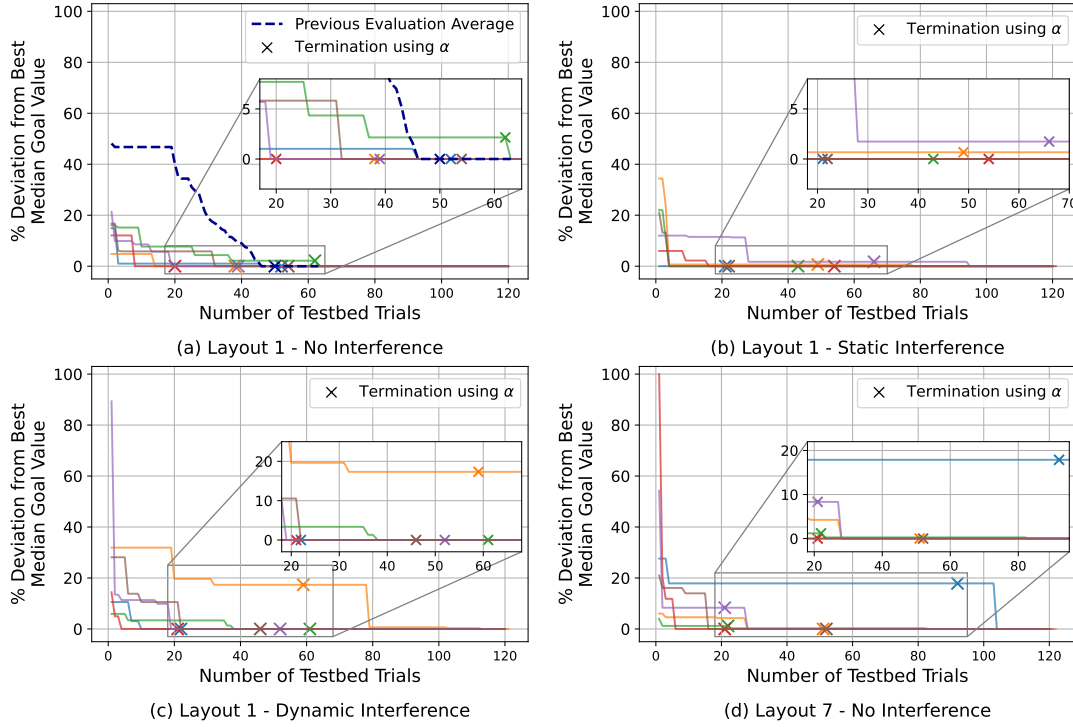 % Deviation from Best
Median Goal Value
100
80
60
40
20
0
Previous Evaluation Average
Termination using α
5
0
20 30 40 50 60
0 20 40 60 80 100 120
Number of Testbed Trials
(a) Layout 1 - No Interference
% Deviation from Best
Median Goal Value
100
80
60
40
20
0
Termination using α
5
0
20 30 40 50 60 70
0 20 40 60 80 100 120
Number of Testbed Trials
(b) Layout 1 - Static Interference
% Deviation from Best
Median Goal Value
100
80
60
40
20
0
Termination using α
20
10
0
20 30 40 50 60
0 20 40 60 80 100 120
Number of Testbed Trials
(c) Layout 1 - Dynamic Interference
% Deviation from Best
Median Goal Value
100
80
60
40
20
0
Termination using α
20
10
0
20 40 60 80
0 20 40 60 80 100 120
Number of Testbed Trials
(d) Layout 7 - No Interference